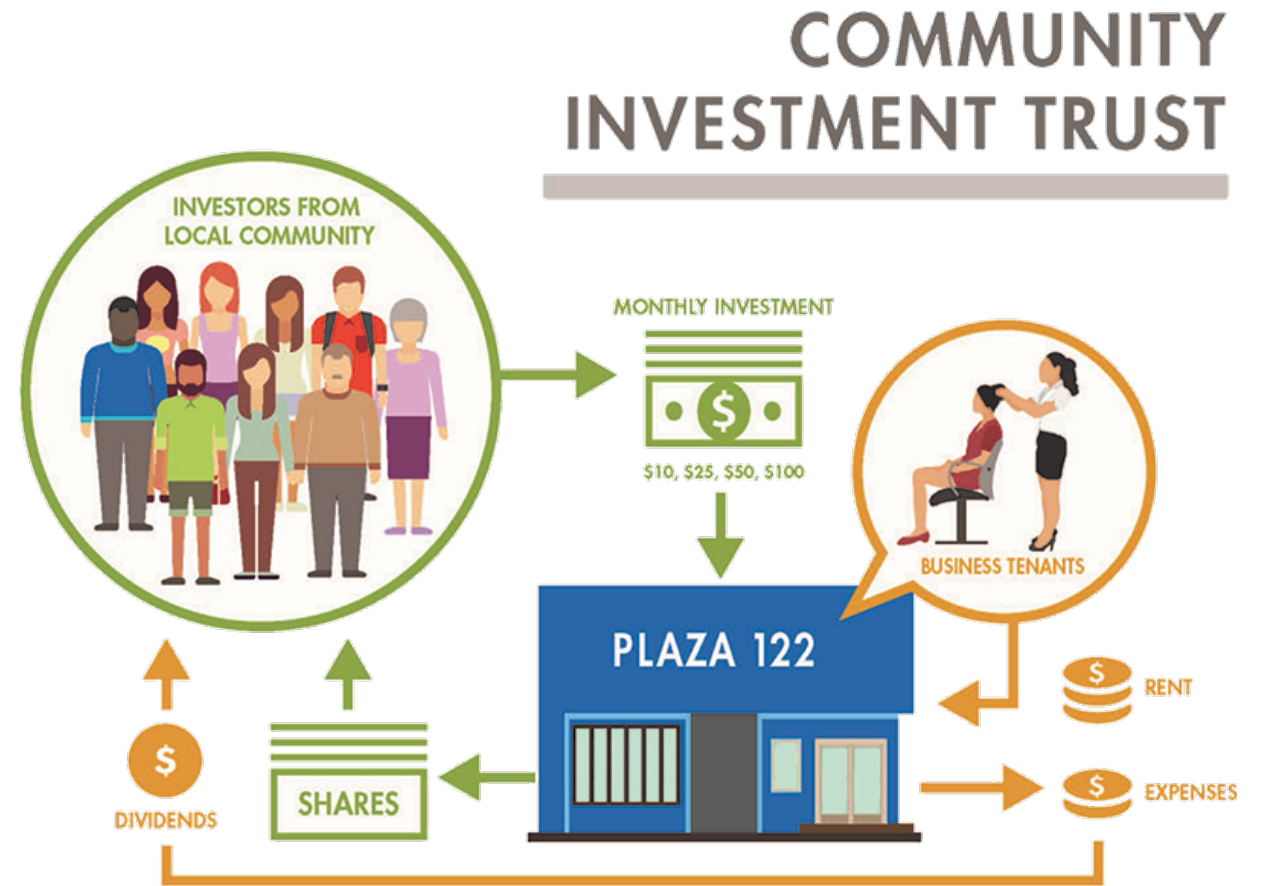 COMMUNITY
INVESTMENT TRUST
INVESTORS FROM
LOCAL COMMUNITY
MONTHLY INVESTMENT
$
$10, $25, $50, $100
BUSINESS TENANTS
PLAZA 122
$
RENT
$
EXPENSES
SHARES
$
DIVIDENDS